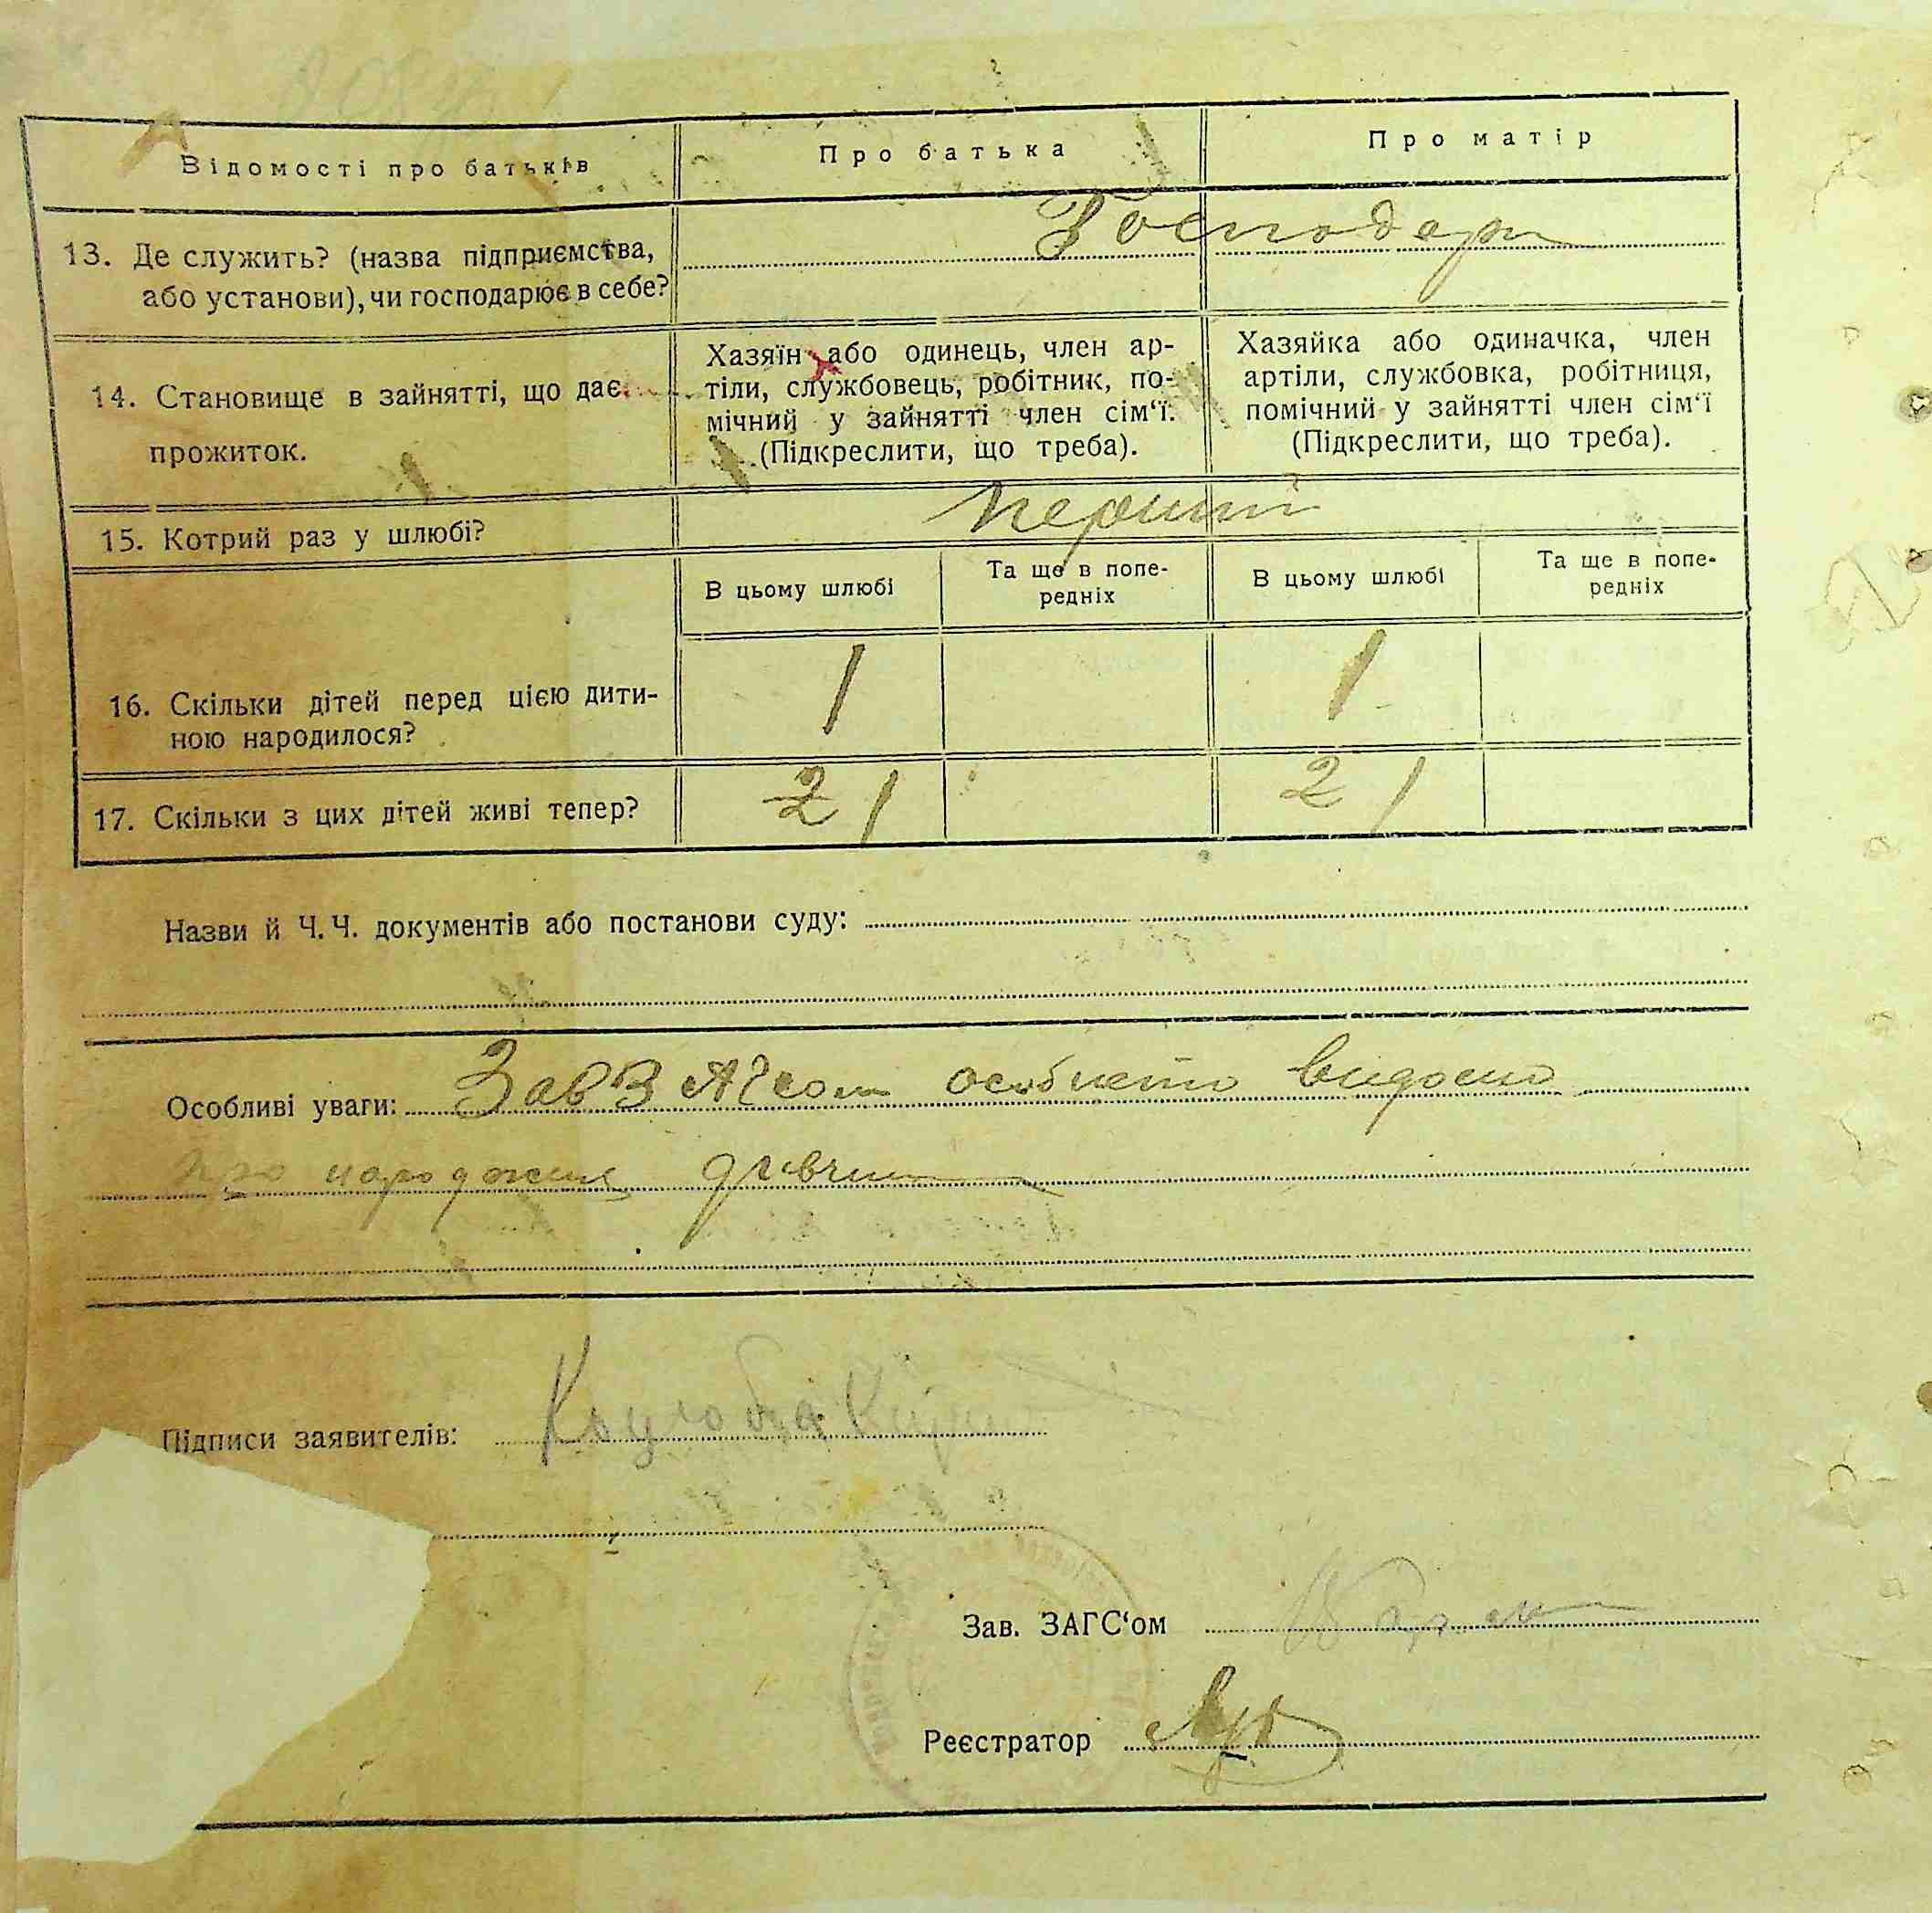 Відомості про батьків
Про батька
Про матір
13. Де служить? (назва підприємства,
або установи), чи господарює в себе?
Господари
14. Становище в зайнятті, що дає
прожиток.
Хазяїн або одинець, член ар-
тіли, службовець, робітник, по-
мічний у зайнятті член сім'ї.
(Підкреслити, що треба).
Хазяйка або одиначка, член
артіли, службовка, робітниця,
помічний у зайнятті член сім'ї
(Підкреслити, що треба).
15. Котрий раз у шлюбі?
перший
В цьому шлюбі
Та ще в попе-
редніх
В цьому шлюбі
Та ще в попе-
редніх
16. Скільки дітей перед цією дити-
ною народилося?
1
1
17. Скільки з цих дітей живі тепер?
2 1
2 1
Назви й Ч. Ч. документів або постанови суду:
Особливі уваги: особисто
про народження
Підписи заявителів:
Зав. ЗАГС'ом
Реєстратор